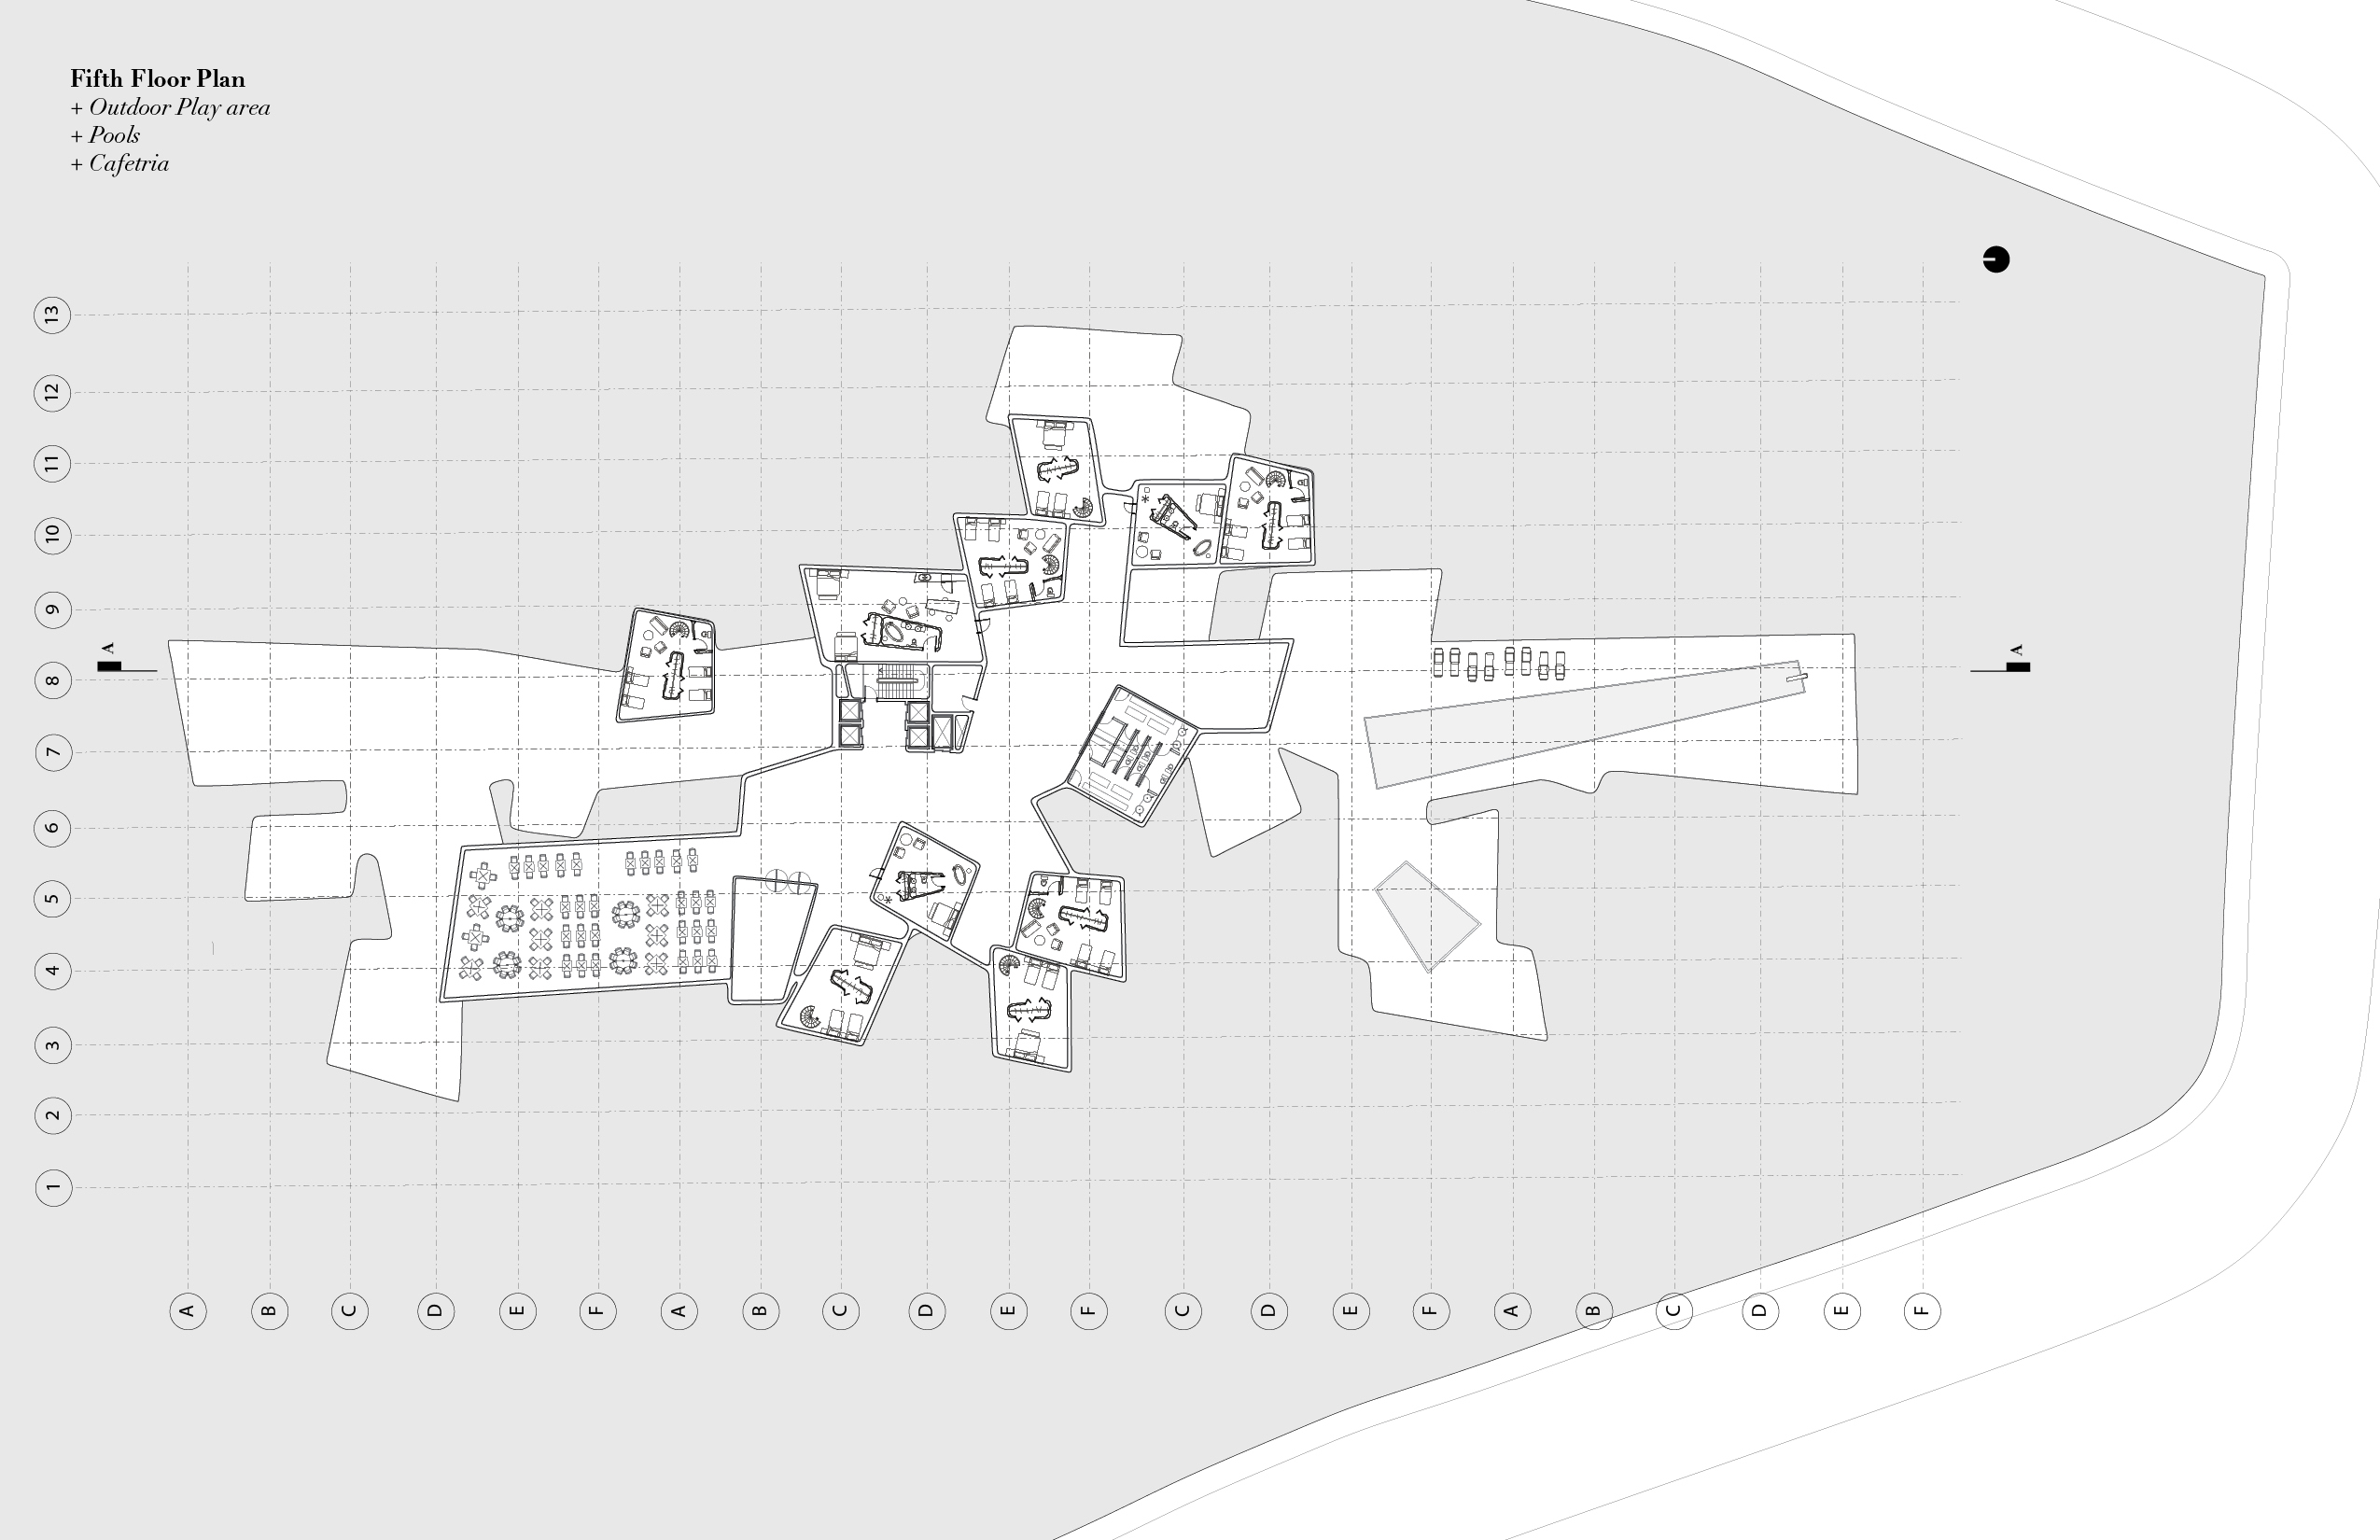 Fifth Floor Plan
+ Outdoor Play area
+ Pools
+ Cafetria
13
12
11
10
9
A A
8
7
6
5
4
3
2
1
A B C D E F A B C D E F C D E F A B C D E F